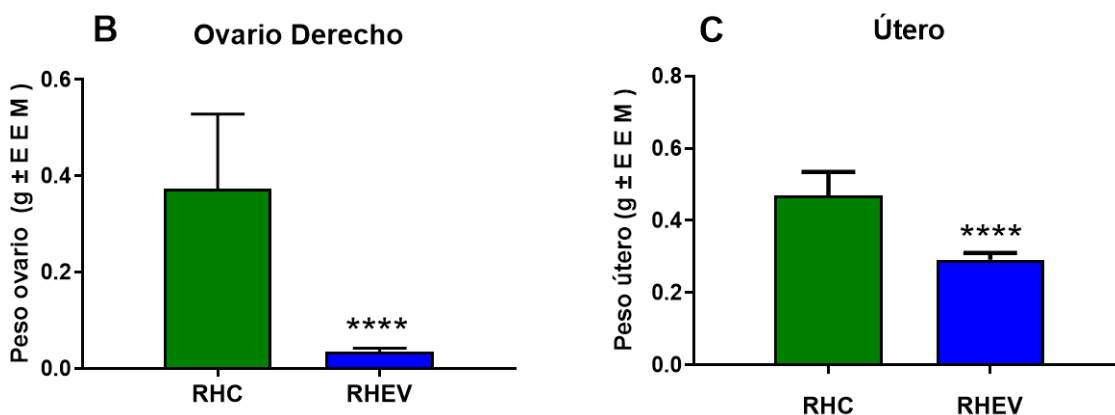 B Ovario Derecho
Peso ovario (g ± E E M )
0.6
0.4
0.2
0.0
****
RHC RHEV
C Útero
Peso útero (g ± E E M )
0.8
0.6
0.4
0.2
0.0
****
RHC RHEV